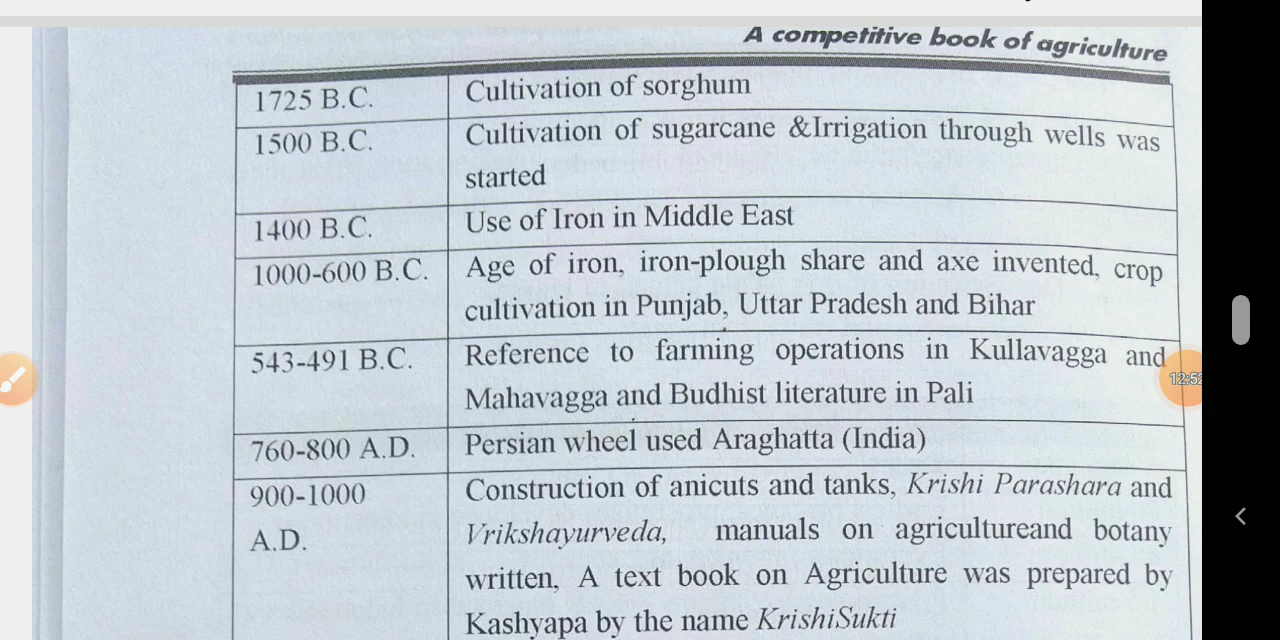 A competitive book of agriculture
1725 B.C. Cultivation of sorghum
1500 B.C. Cultivation of sugarcane &Irrigation through wells was
started
1400 B.C. Use of Iron in Middle East
1000-600 B.C. Age of iron, iron-plough share and axe invented, crop
cultivation in Punjab, Uttar Pradesh and Bihar
543-491 B.C. Reference to farming operations in Kullavagga and
Mahavagga and Budhist literature in Pali
12:52
760-800 A.D. Persian wheel used Araghatta (India)
900-1000 Construction of anicuts and tanks, Krishi Parashara and
A.D. Vrikshayurveda, manuals on agricultureand botany
written, A text book on Agriculture was prepared by
Kashyapa by the name KrishiSukti